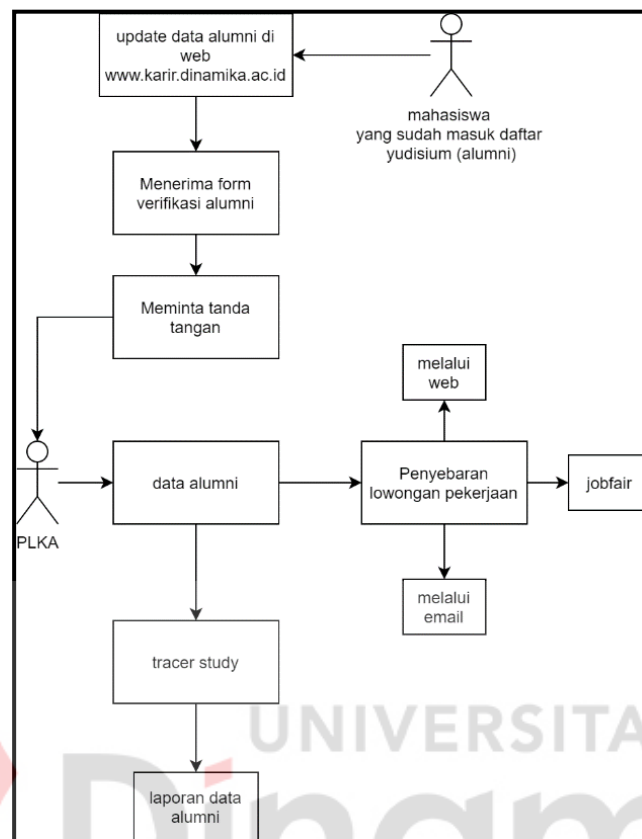 update data alumni di
web
www.karir.dinamika.ac.id
mahasiswa
yang sudah masuk daftar
yudisium (alumni)
Menerima form
verifikasi alumni
Meminta tanda
tangan
melalui
web
PLKA
data alumni
Penyebaran
lowongan pekerjaan
jobfair
melalui
email
tracer study
laporan data
alumni
UNIVERSITA
Dinam